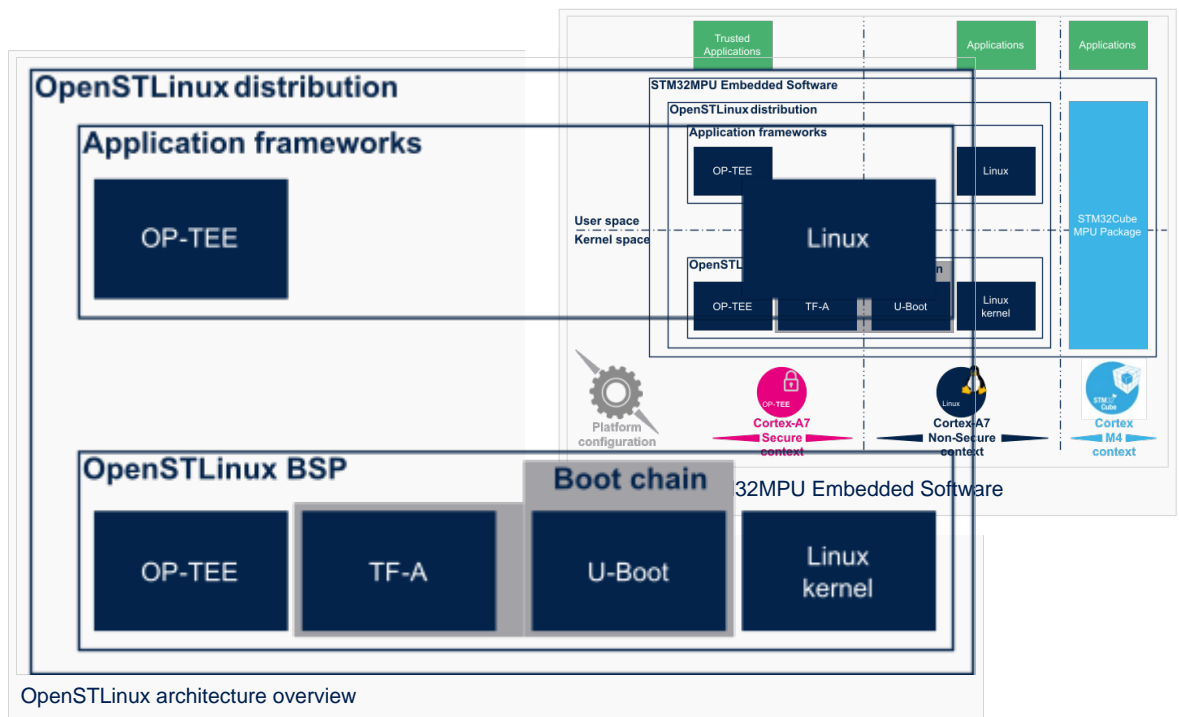 Trusted
Applications
Applications
Applications
STM32MPU Embedded Software
OpenSTLinux distribution
Application frameworks
OP-TEE
Linux
STM32Cube
MPU Package
User space
Kernel space
OpenSTL
n
OP-TEE
TF-A
U-Boot
Linux
kernel
Platform
configuration
OP-TEE
Cortex-A7
Secure
context
Linux
Cortex-A7
Non-Secure
context
STM32
Cube
Cortex
M4
context
32MPU Embedded Software
OpenSTLinux distribution
Application frameworks
OP-TEE
Linux
OpenSTLinux BSP
Boot chain
OP-TEE
TF-A
U-Boot
Linux
kernel
OpenSTLinux architecture overview